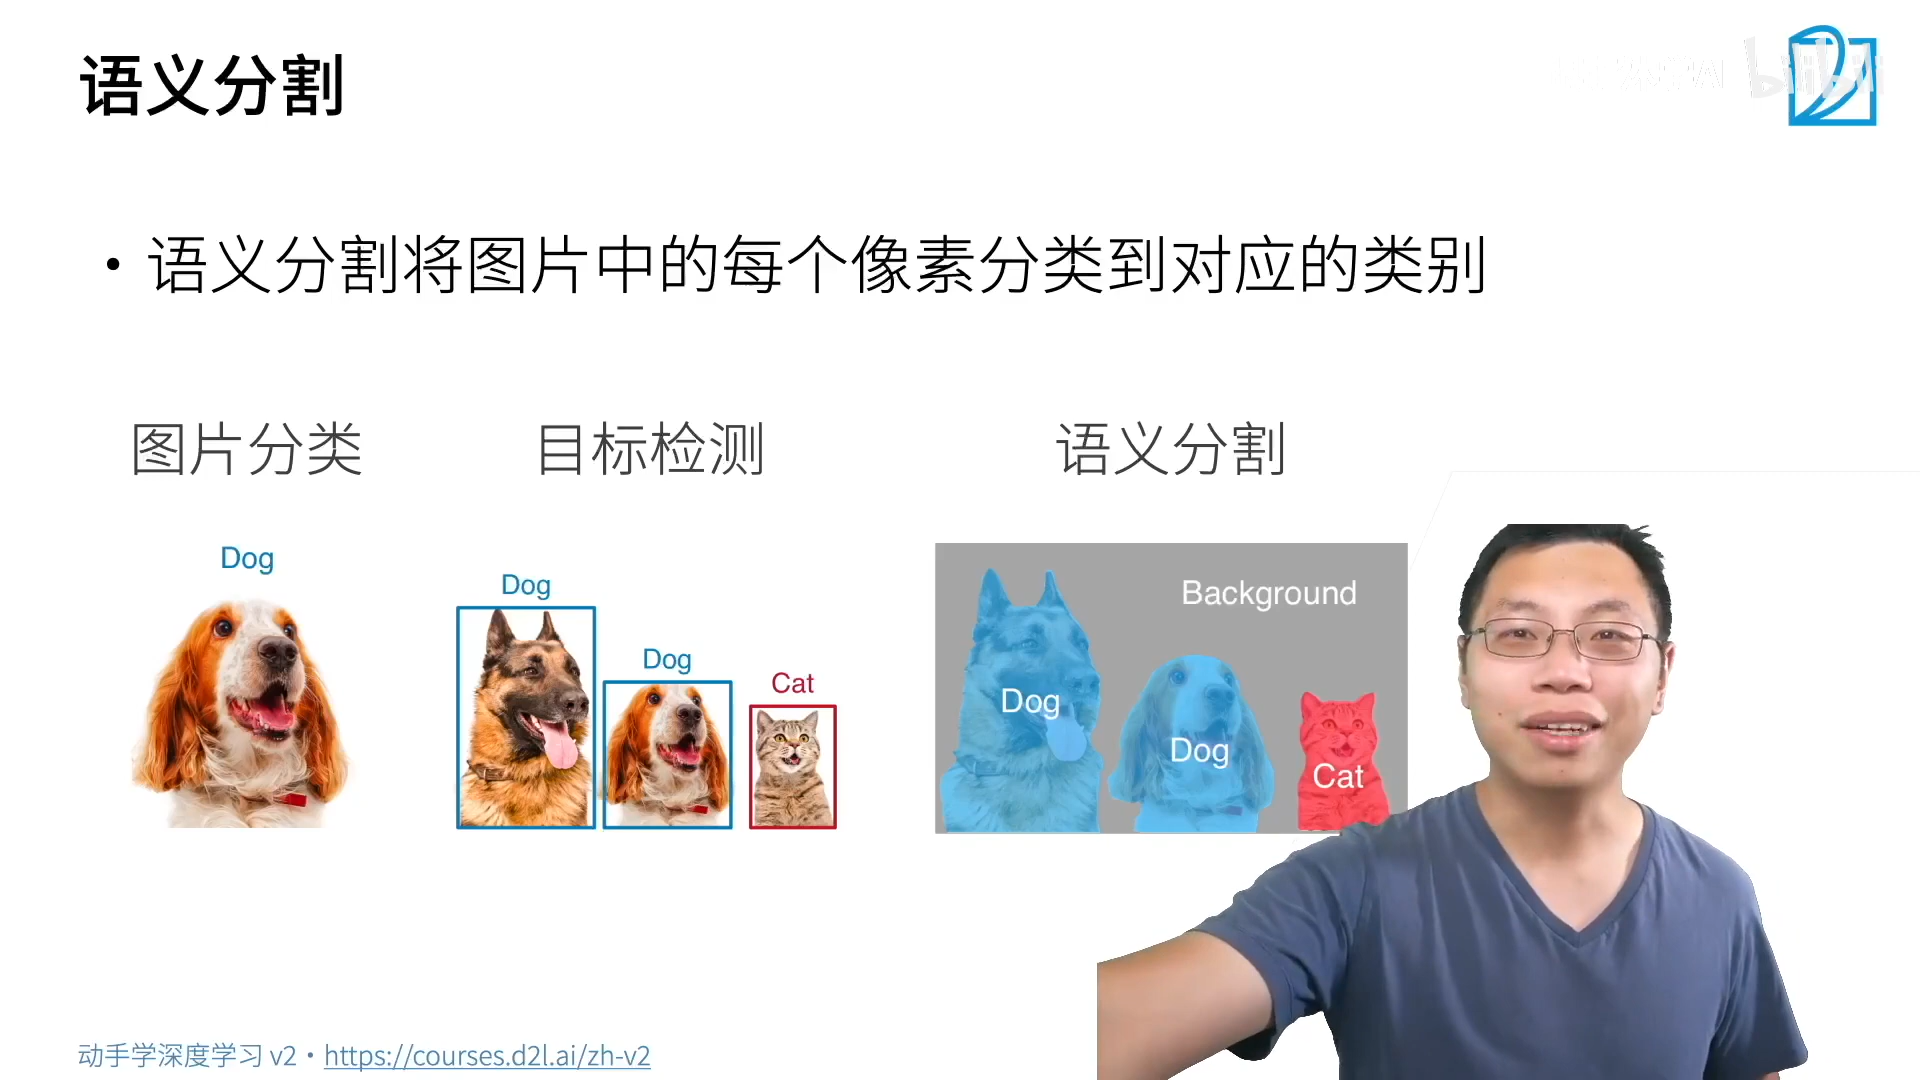 语义分割
bilibili
• 语义分割将图片中的每个像素分类到对应的类别
图片分类
目标检测
语义分割
Dog
Dog
Dog
Cat
Background
Dog
Dog
Cat
动手学深度学习 v2 • https://courses.d2l.ai/zh-v2